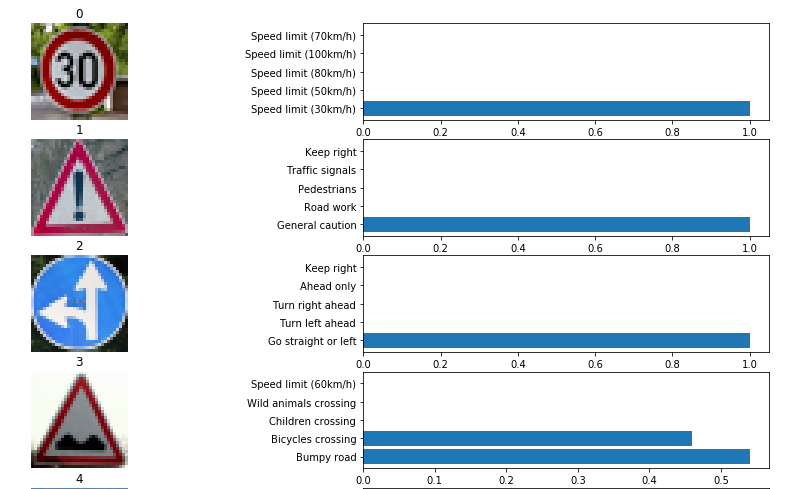 0
30
Speed limit (70km/h)
Speed limit (100km/h)
Speed limit (80km/h)
Speed limit (50km/h)
Speed limit (30km/h)
0.0 0.2 0.4 0.6 0.8 1.0
1
!
Keep right
Traffic signals
Pedestrians
Road work
General caution
0.0 0.2 0.4 0.6 0.8 1.0
2
Keep right
Ahead only
Turn right ahead
Turn left ahead
Go straight or left
0.0 0.2 0.4 0.6 0.8 1.0
3
Speed limit (60km/h)
Wild animals crossing
Children crossing
Bicycles crossing
Bumpy road
0.0 0.1 0.2 0.3 0.4 0.5
4